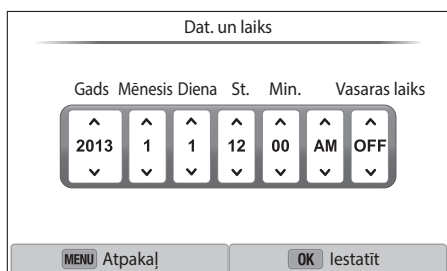 Dat. un laiks
Gads Mēnesis Diena St. Min. Vasaras laiks
2013 1 1 12 00 AM OFF
MENU Atpakaļ OK Iestatīt